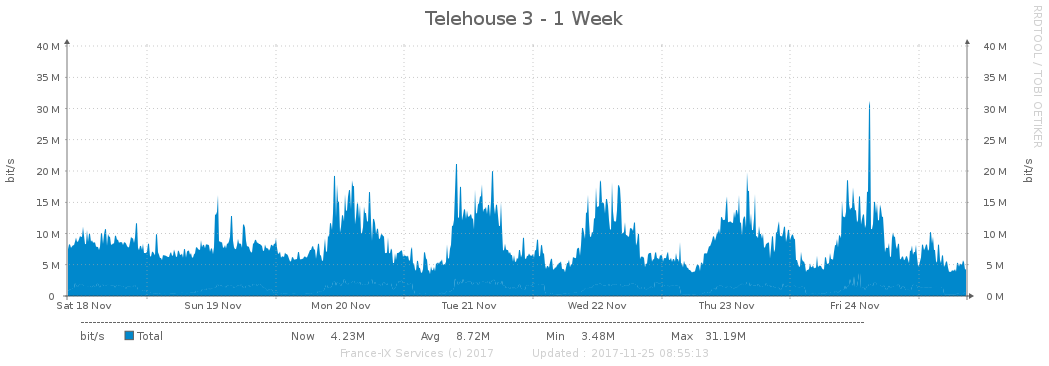 Telehouse 3 - 1 Week
RRDTOOL / TOBI OETIKER
bit/s
40 M 40 M
35 M 35 M
30 M 30 M
25 M 25 M
20 M 20 M
15 M 15 M
10 M 10 M
5 M 5 M
0 0 M
bit/s
Sat 18 Nov Sun 19 Nov Mon 20 Nov Tue 21 Nov Wed 22 Nov Thu 23 Nov Fri 24 Nov
bit/s Total Now 4.23M Avg 8.72M Min 3.48M Max 31.19M
France-IX Services (c) 2017 Updated : 2017-11-25 08:55:13